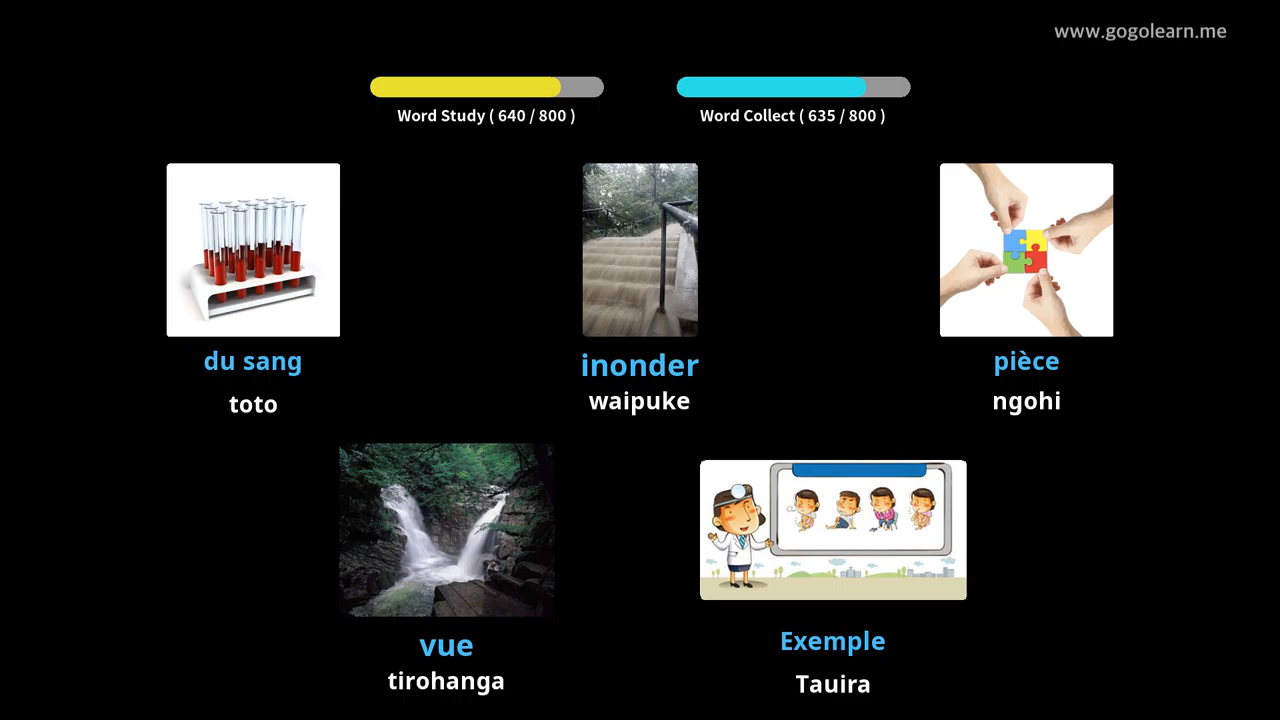 www.gogolearn.me
Word Study ( 640 / 800 )
Word Collect ( 635 / 800 )
du sang
toto
inonder
waipuke
pièce
ngohi
vue
tirohanga
Exemple
Tauira